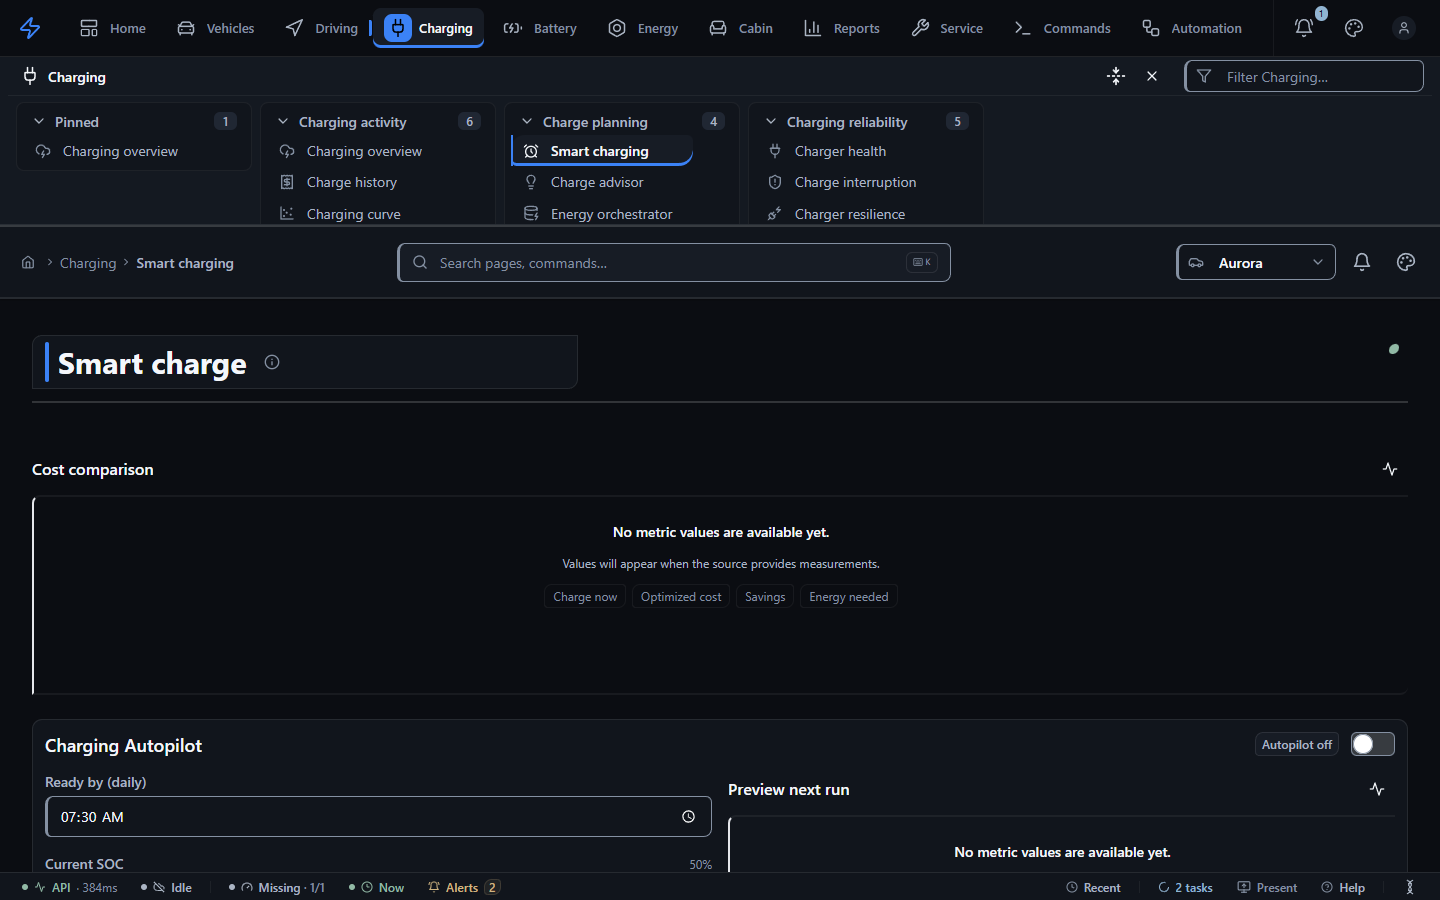 Home Vehicles Driving Charging Battery Energy Cabin Reports Service Commands Automation 1
Charging Filter Charging...
Pinned 1
Charging overview
Charging activity 6
Charging overview
Charge history
Charging curve
Charge planning 4
Smart charging
Charge advisor
Energy orchestrator
Charging reliability 5
Charger health
Charge interruption
Charger resilience
Charging Smart charging Search pages, commands... K Aurora
Smart charge
Cost comparison
No metric values are available yet.
Values will appear when the source provides measurements.
Charge now Optimized cost Savings Energy needed
Charging Autopilot Autopilot off
Ready by (daily)
07:30 AM
Current SOC 50%
Preview next run
No metric values are available yet.
API · 384ms Idle Missing · 1/1 Now Alerts 2 Recent 2 tasks Present Help